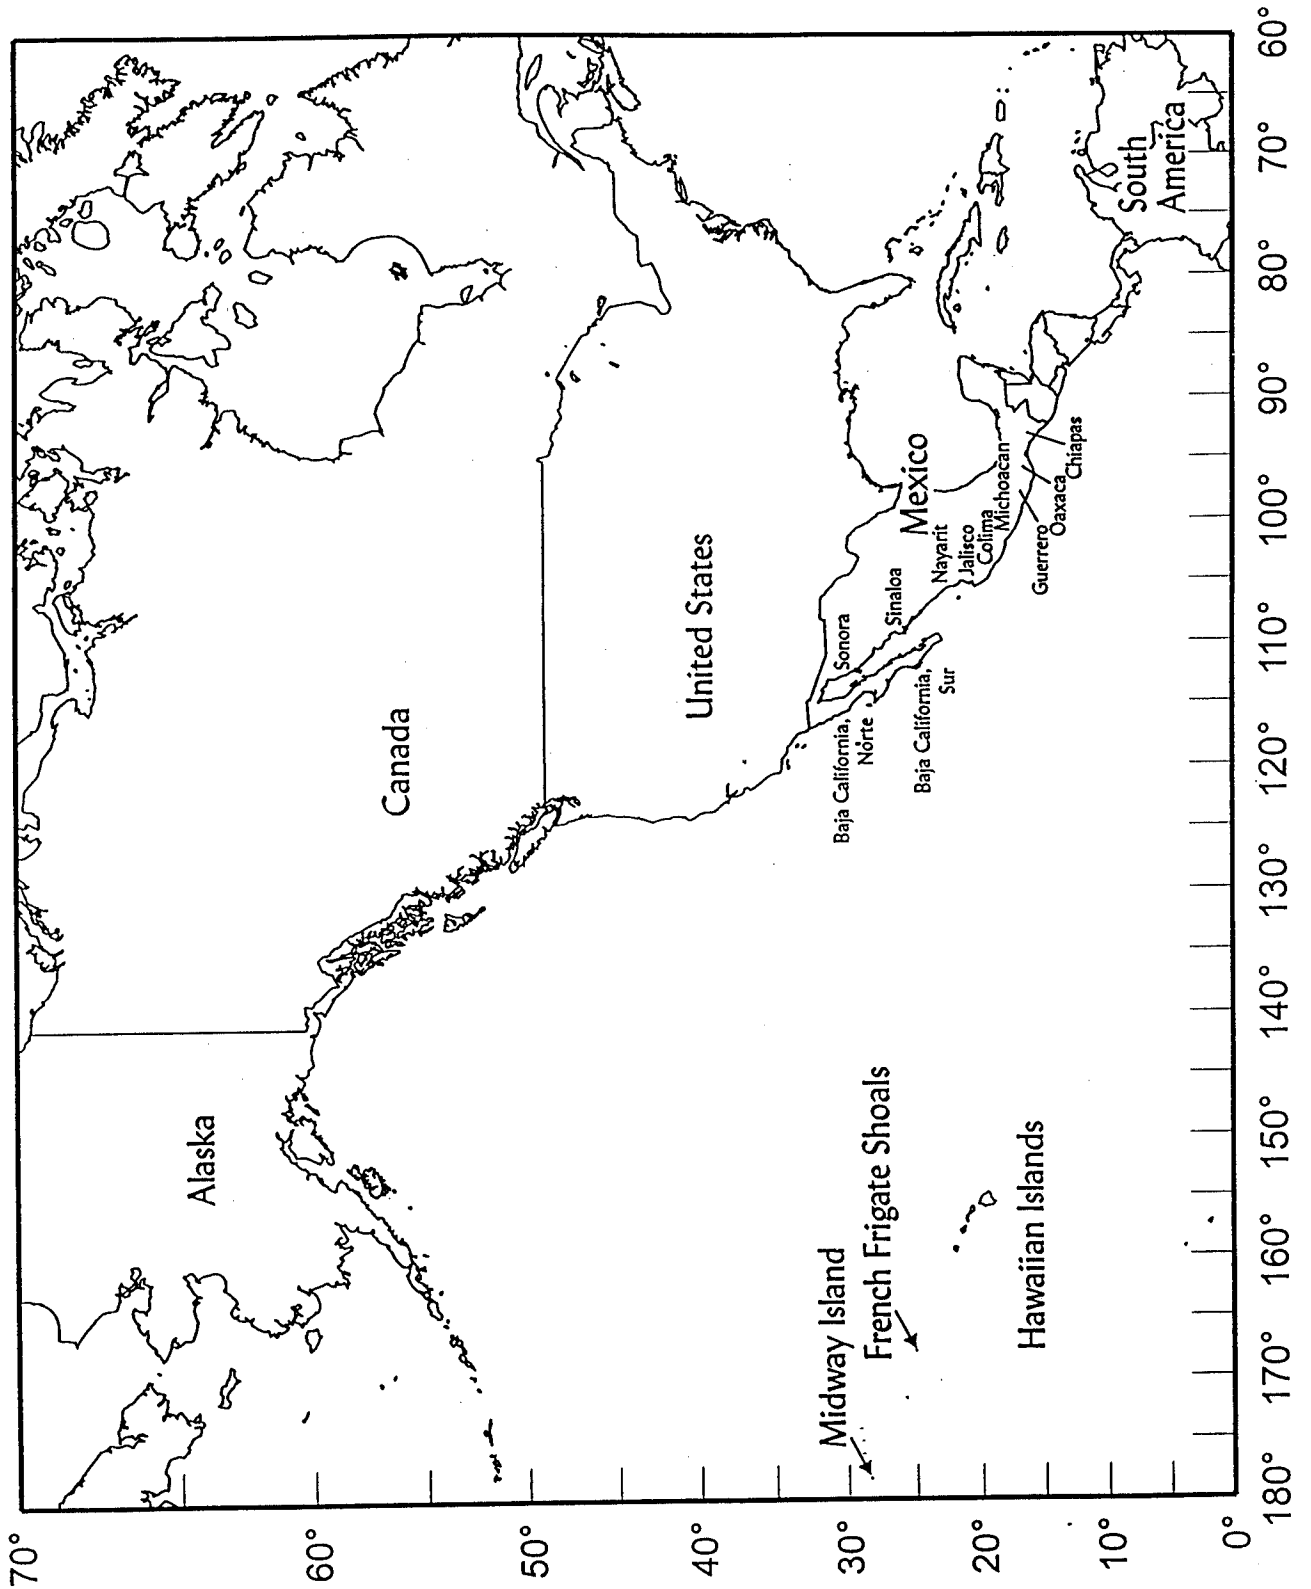 70°
60°
50°
40°
30°
20°
10°
0°
180°
170°
160°
150°
140°
130°
120°
110°
100°
90°
80°
70°
60°
Alaska
Canada
United States
Mexico
South
America
Midway Island
French Frigate Shoals
Hawaiian Islands
Baja California,
Norte
Baja California,
Sur
Sonora
Sinaloa
Nayarit
Jalisco
Colima
Michoacan
Guerrero
Oaxaca
Chiapas